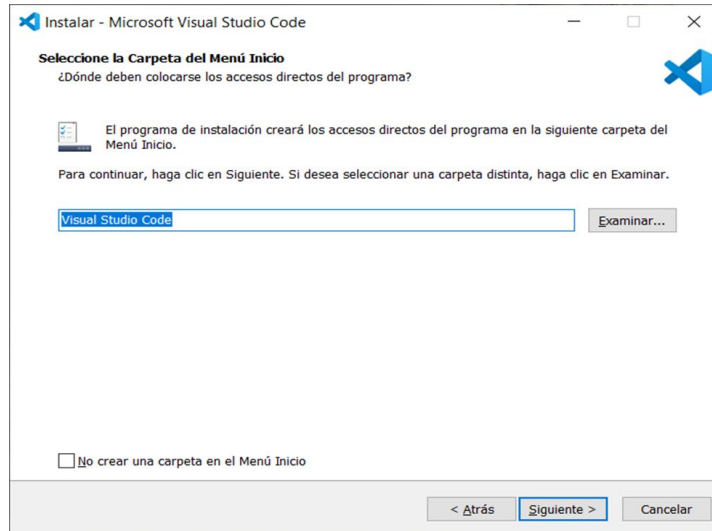 Instalar - Microsoft Visual Studio Code
Seleccione la Carpeta del Menú Inicio
¿Dónde deben colocarse los accesos directos del programa?
El programa de instalación creará los accesos directos del programa en la siguiente carpeta del
Menú Inicio.
Para continuar, haga clic en Siguiente. Si desea seleccionar una carpeta distinta, haga clic en Examinar.
Visual Studio Code
Examinar...
No crear una carpeta en el Menú Inicio
< Atrás
Siguiente >
Cancelar